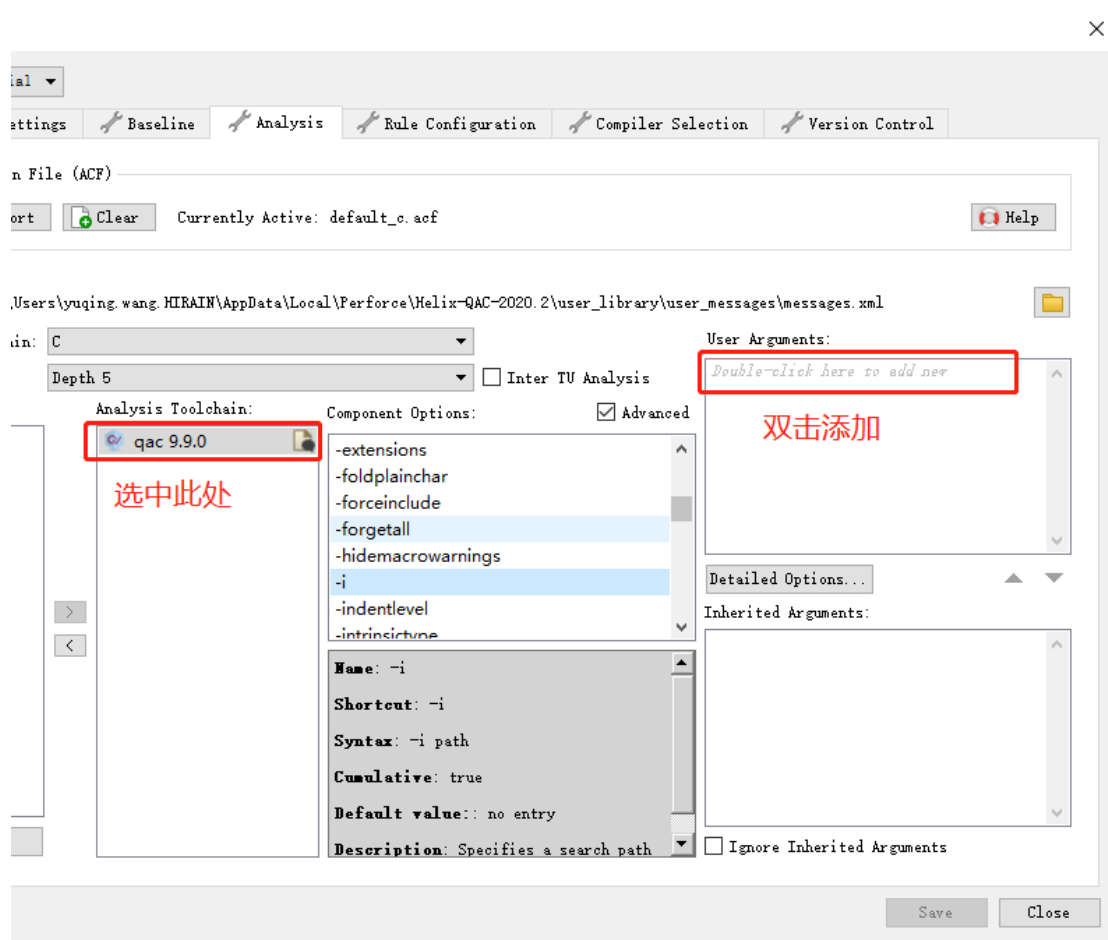 ial
ettings Baseline Analysis Rule Configuration Compiler Selection Version Control
n File (ACF)
ort Clear Currently Active: default_c.acf Help
Users\yuqing.wang.HIRAIN\AppData\Local\Perforce\Helix-QAC-2020.2\user_library\user_messages\messages.xml
ain: C
User Arguments:
Depth 5 Inter TU Analysis
Double-click here to add new
Analysis Toolchain: Component Options: Advanced
双击添加
qac 9.9.0
选中此处
-extensions
-foldplainchar
-forceinclude
-forgetall
-hidemacrowarnings
-i
-indentlevel
-intrinsictype
Detailed Options...
Inherited Arguments:
Name: -i
Shortcut: -i
Syntax: -i path
Cumulative: true
Default value:: no entry
Description: Specifies a search path
Ignore Inherited Arguments
Save Close